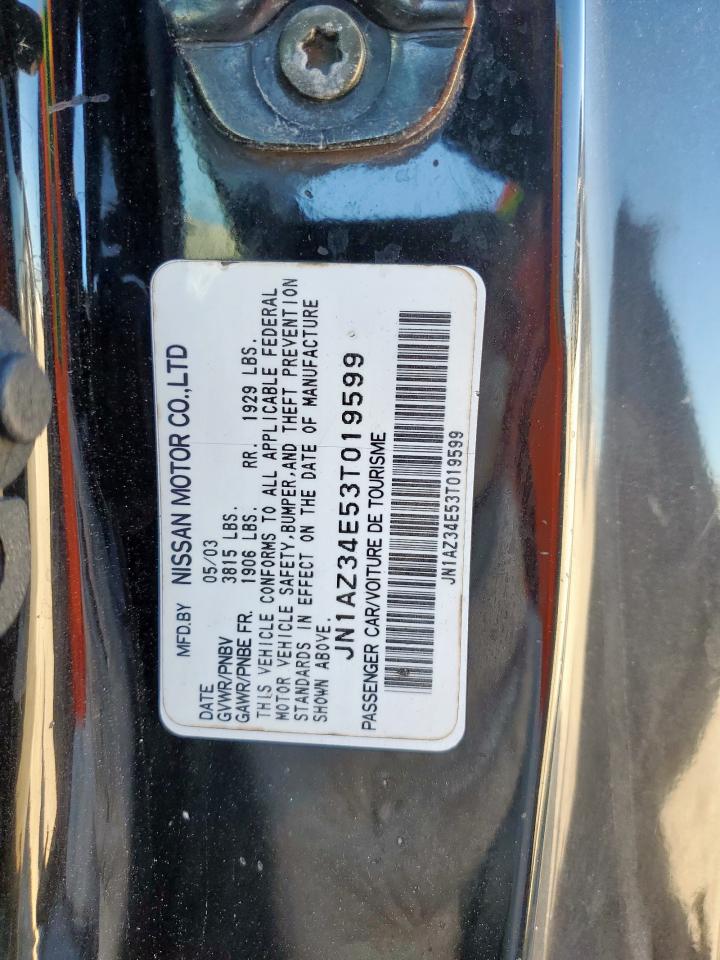 MFD.BY NISSAN MOTOR CO.,LTD
DATE 05/03
GVWR/PNBV 3815 LBS.
GAWR/PNBE FR. 1906 LBS. RR. 1929 LBS.
THIS VEHICLE CONFORMS TO ALL APPLICABLE FEDERAL
MOTOR VEHICLE SAFETY,BUMPER,AND THEFT PREVENTION
STANDARDS IN EFFECT ON THE DATE OF MANUFACTURE
SHOWN ABOVE.
JN1AZ34E53T019599
PASSENGER CAR/VOITURE DE TOURISME
JN1AZ34E53T019599